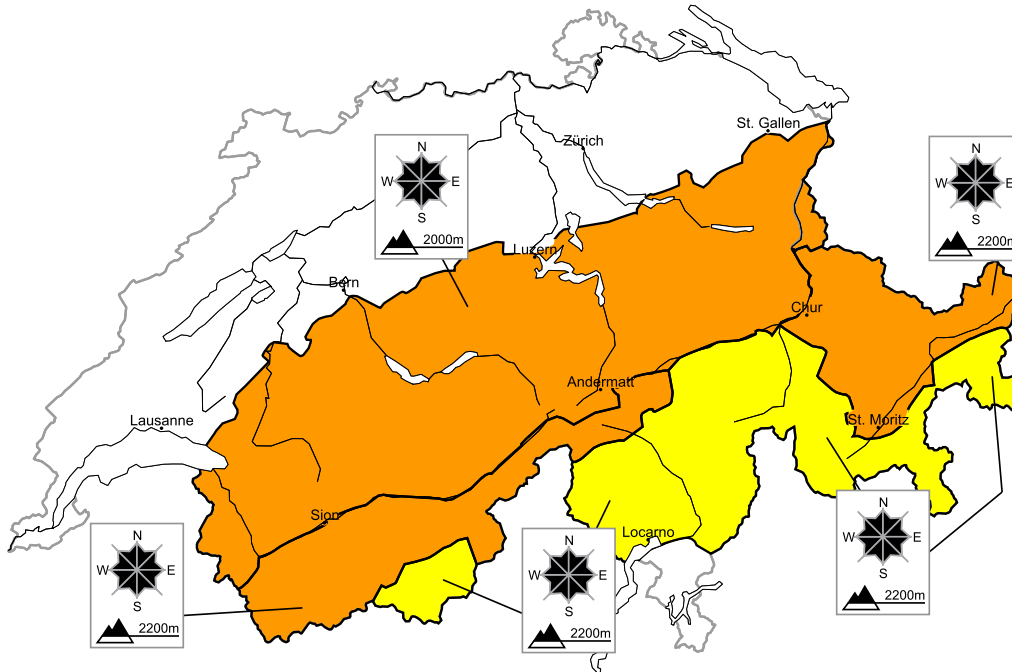 St. Gallen
Zürich
N
W E
S
2000m
N
W E
S
2200m
Luzern
Bern
Chur
Andermatt
Lausanne
St. Moritz
Sion
Locarno
N
W E
S
2200m
N
W E
S
2200m
N
W E
S
2200m